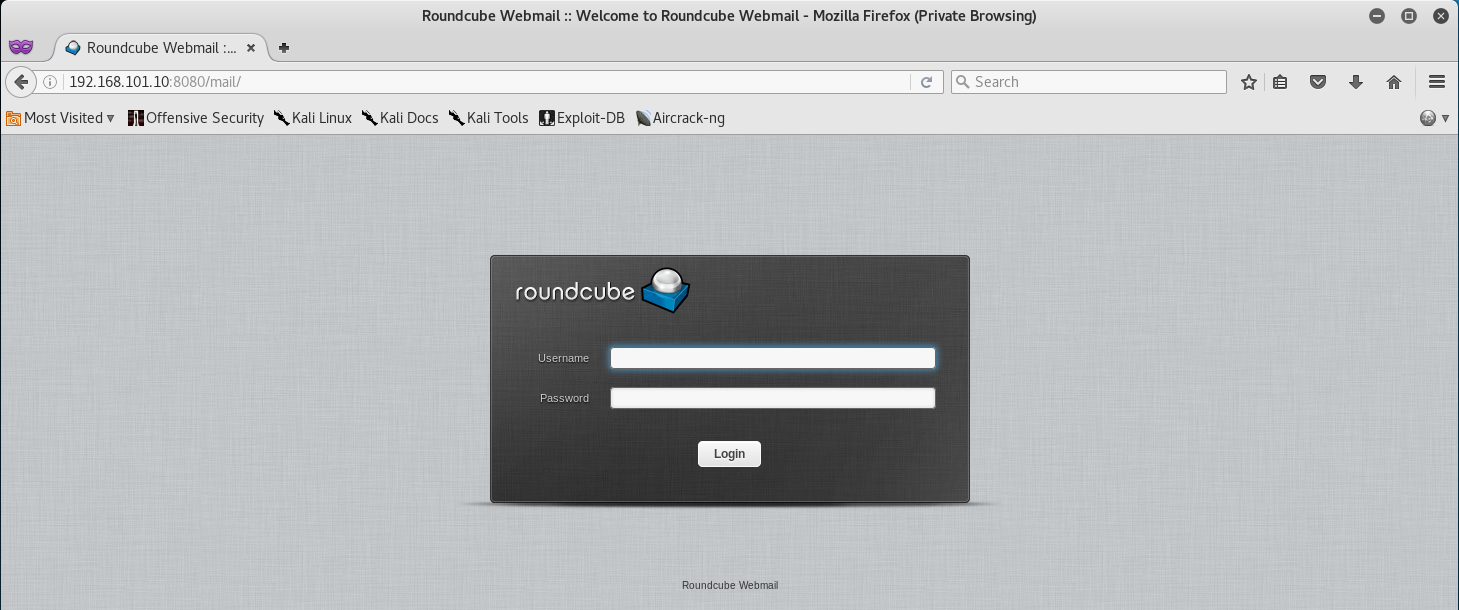 Roundcube Webmail :: Welcome to Roundcube Webmail - Mozilla Firefox (Private Browsing)
Roundcube Webmail :...
192.168.101.10:8080/mail/
Search
Most Visited Offensive Security Kali Linux Kali Docs Kali Tools Exploit-DB Aircrack-ng
roundcube
Username
Password
Login
Roundcube Webmail